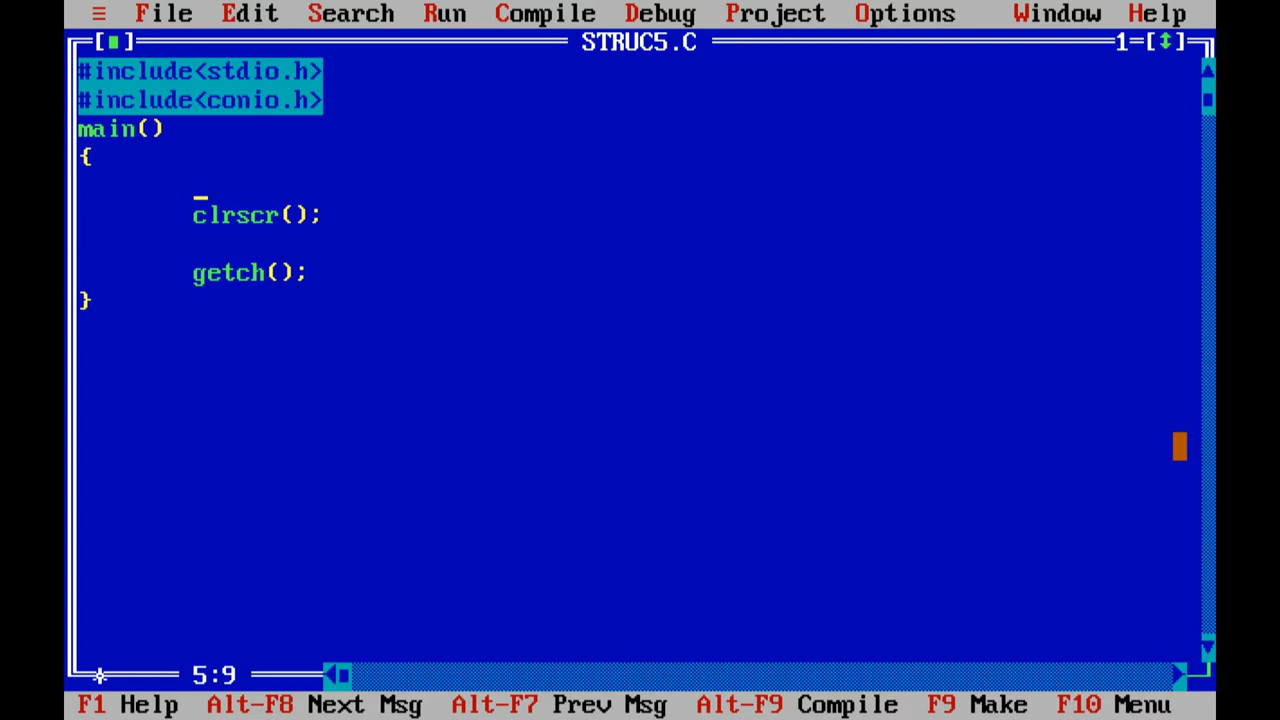 ≡ File Edit Search Run Compile Debug Project Options Window Help
[■] STRUC5.C 1=[↕]
#include<stdio.h>
#include<conio.h>
main()
{
clrscr();
getch();
}
5:9
F1 Help Alt-F8 Next Msg Alt-F7 Prev Msg Alt-F9 Compile F9 Make F10 Menu